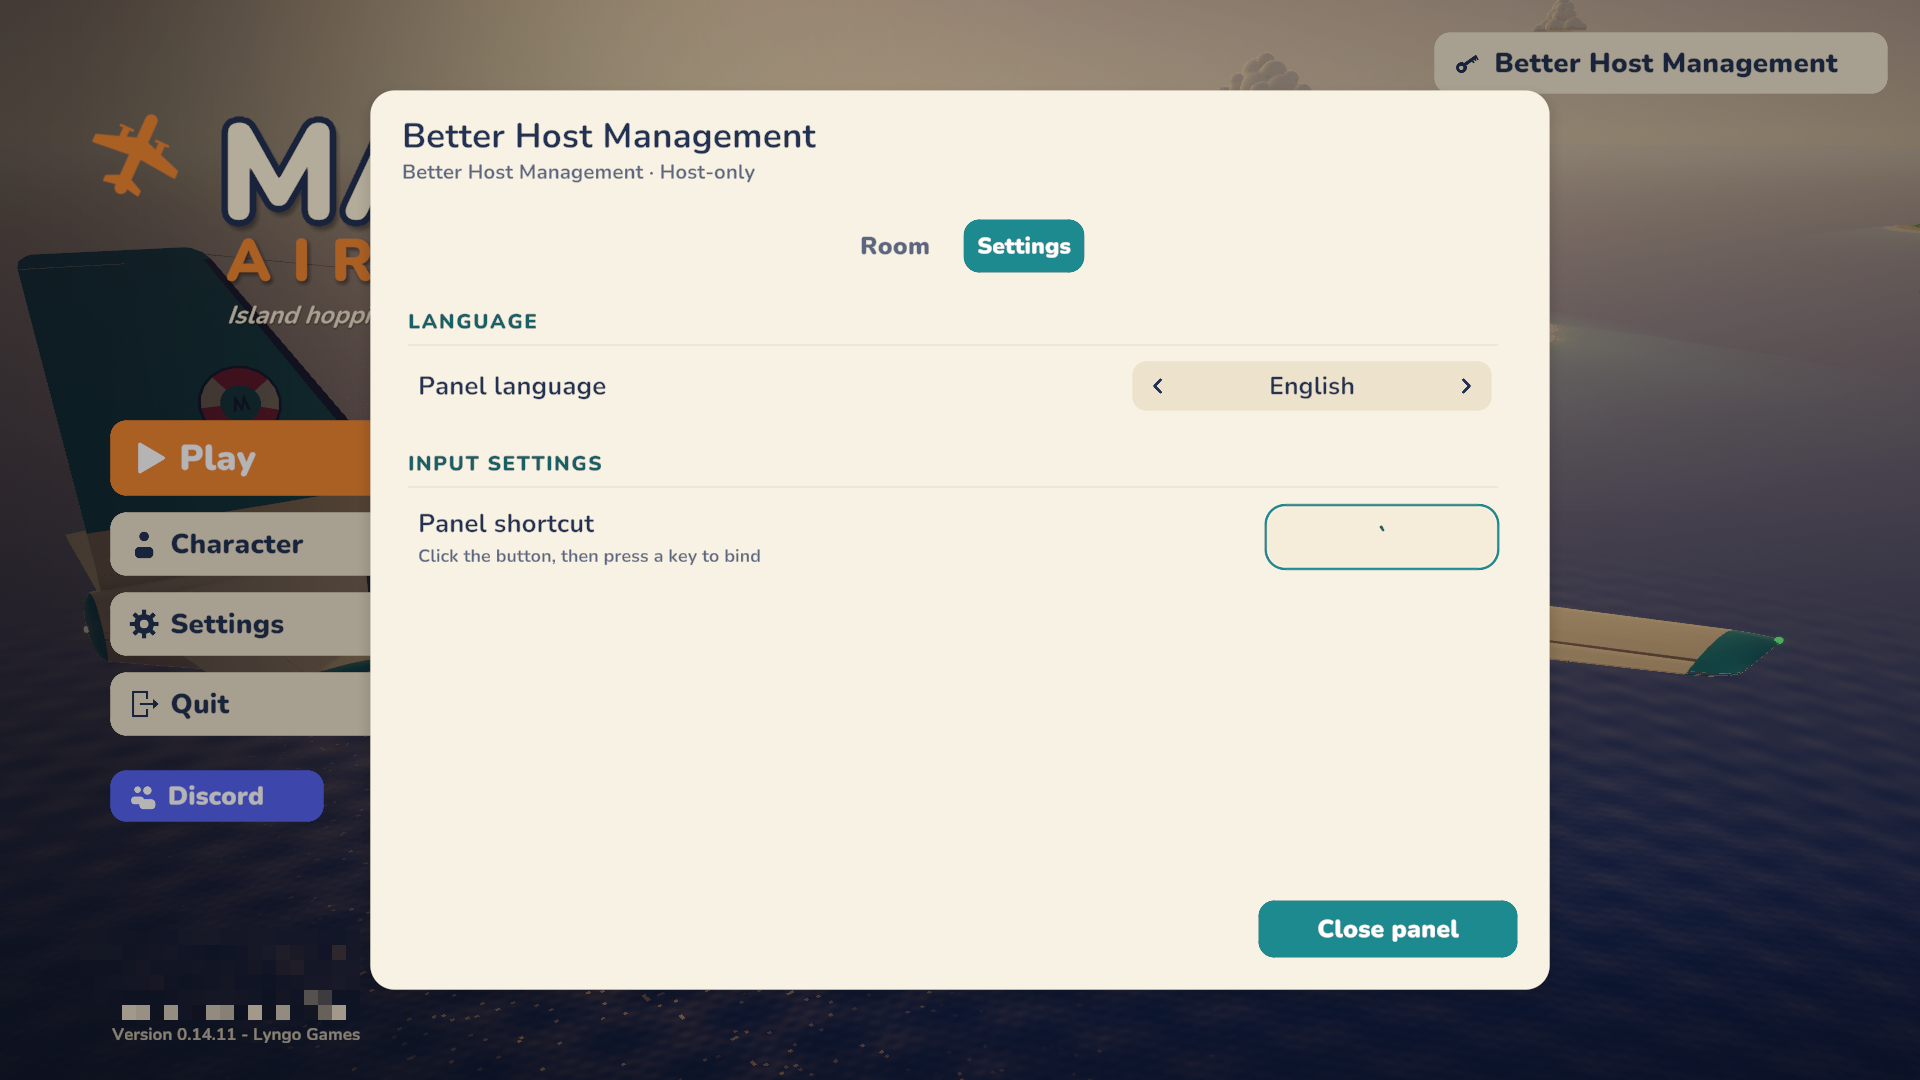 Better Host Management
Better Host Management
Better Host Management · Host-only
Room
Settings
LANGUAGE
Panel language
English
INPUT SETTINGS
Panel shortcut
Click the button, then press a key to bind
`
Close panel
MA
AIR
Island hoppi
M
Play
Character
Settings
Quit
Discord
Version 0.14.11 - Lyngo Games